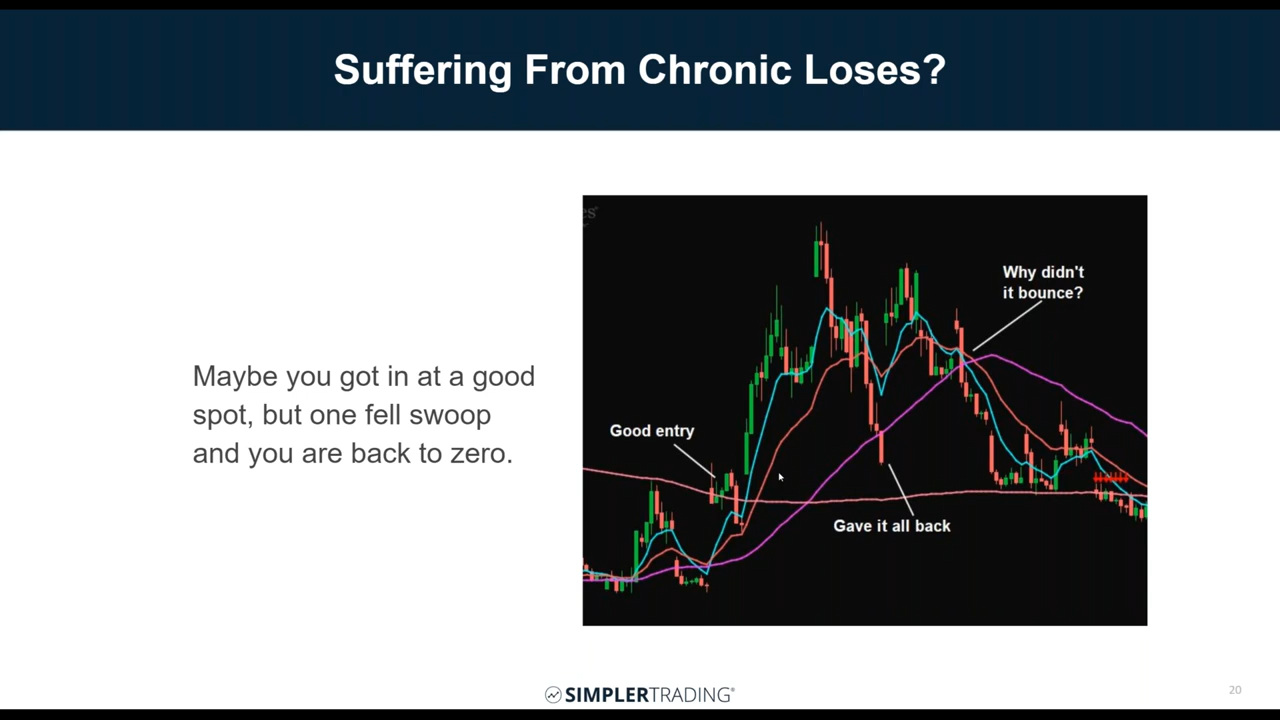 Suffering From Chronic Loses?
Maybe you got in at a good
spot, but one fell swoop
and you are back to zero.
Why didn't
it bounce?
Good entry
Gave it all back
SIMPLERTRADING®
20